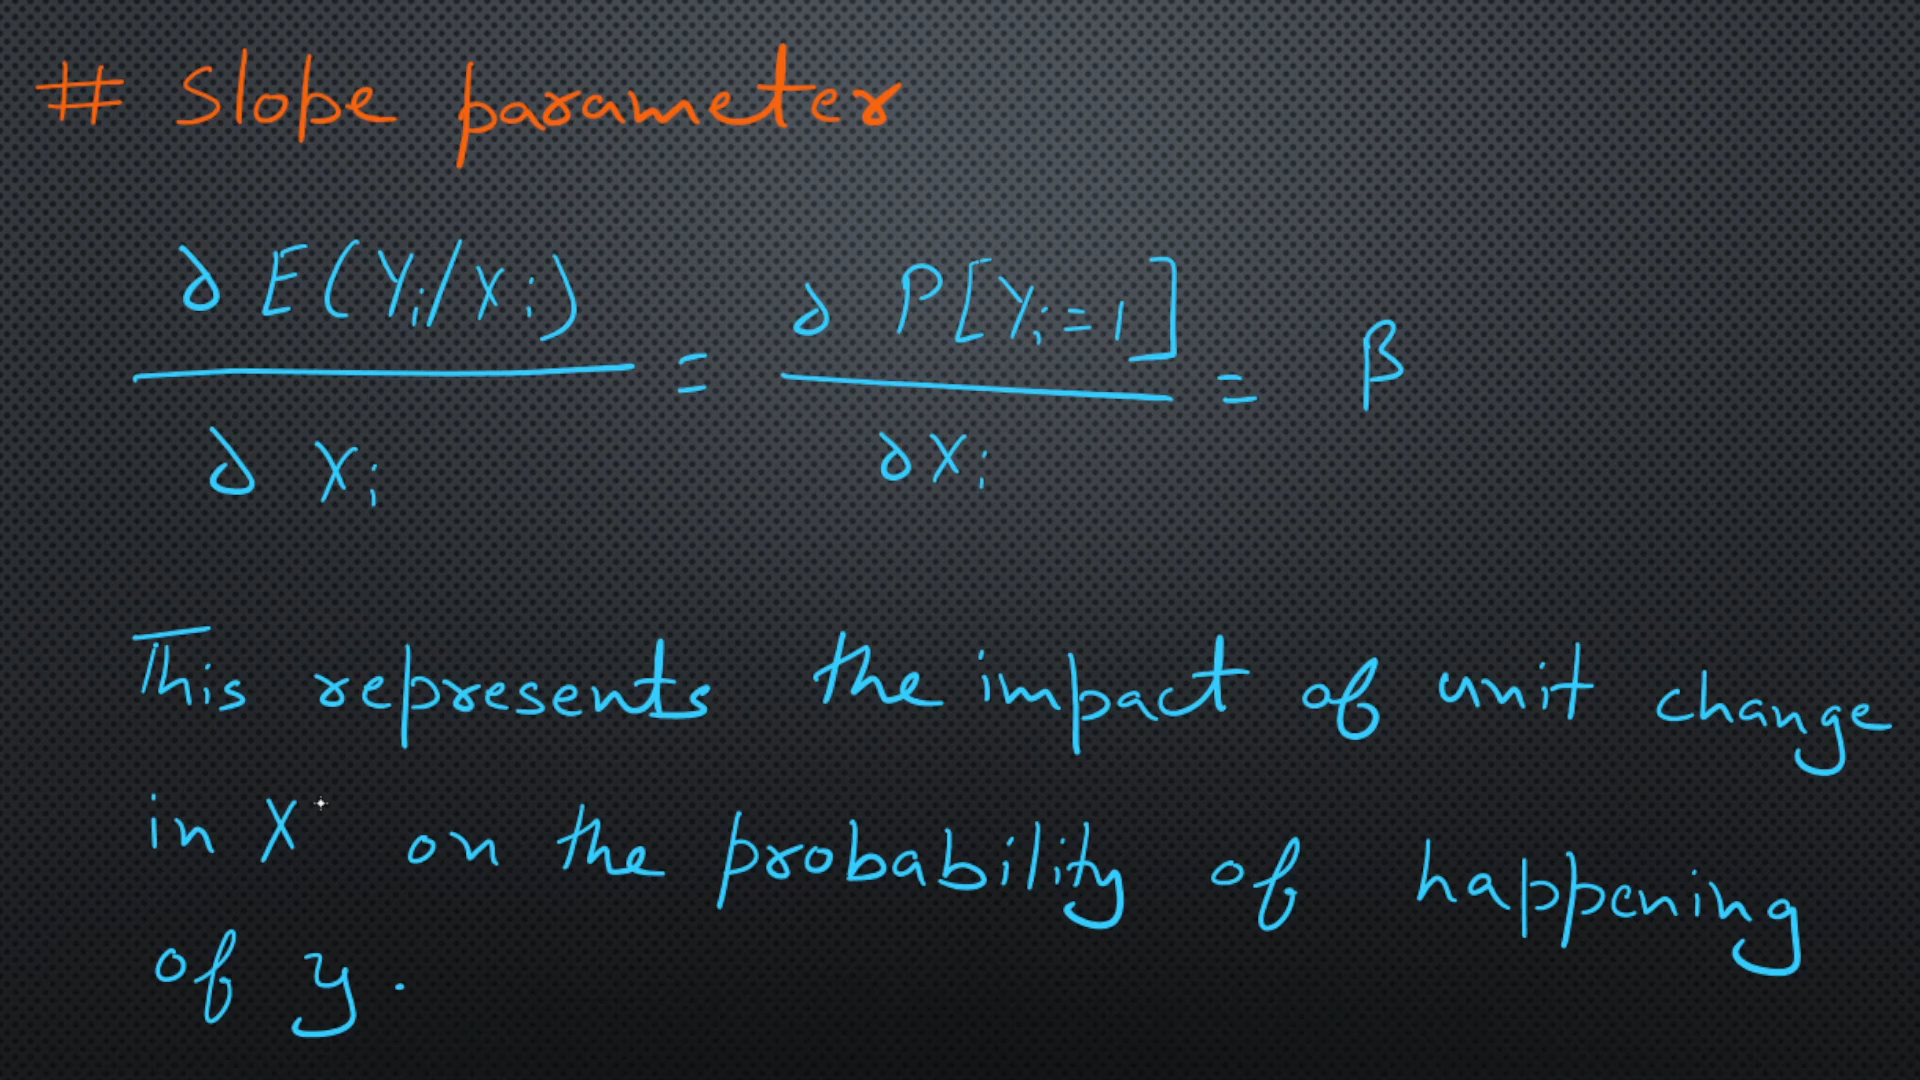 # Slope parameter
∂ E(Yi/Xi) / ∂ Xi = ∂ P[Yi=1] / ∂Xi = β
This represents the impact of unit change
in X on the probability of happening
of y.